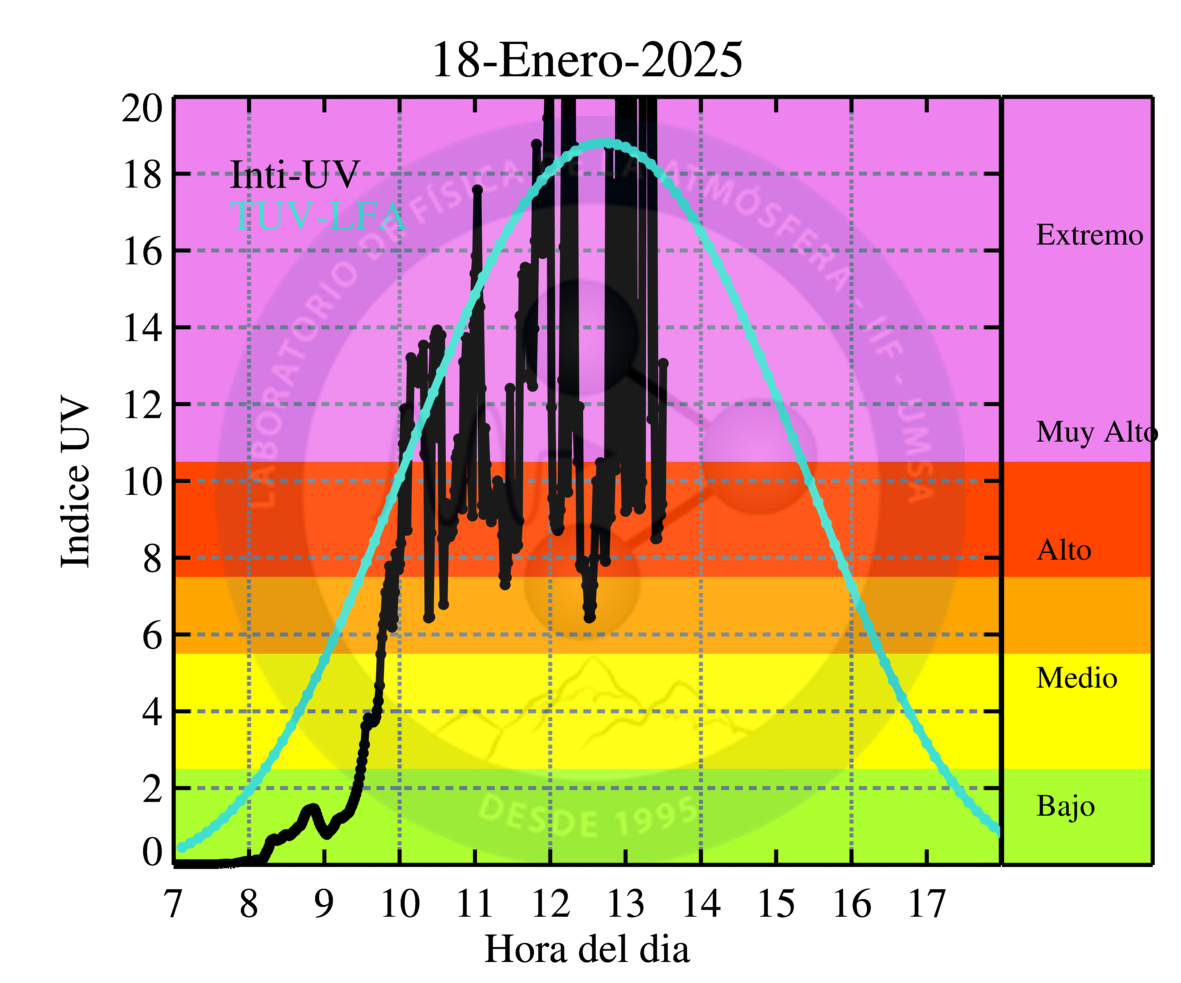 18-Enero-2025
Inti-UV
TUV-LFA
LABORATORIO DE FÍSICA DE LA ATMÓSFERA - IIF - UMSA
DESDE 1995
Indice UV
20
18
16
14
12
10
8
6
4
2
0
Extremo
Muy Alto
Alto
Medio
Bajo
7 8 9 10 11 12 13 14 15 16 17
Hora del dia